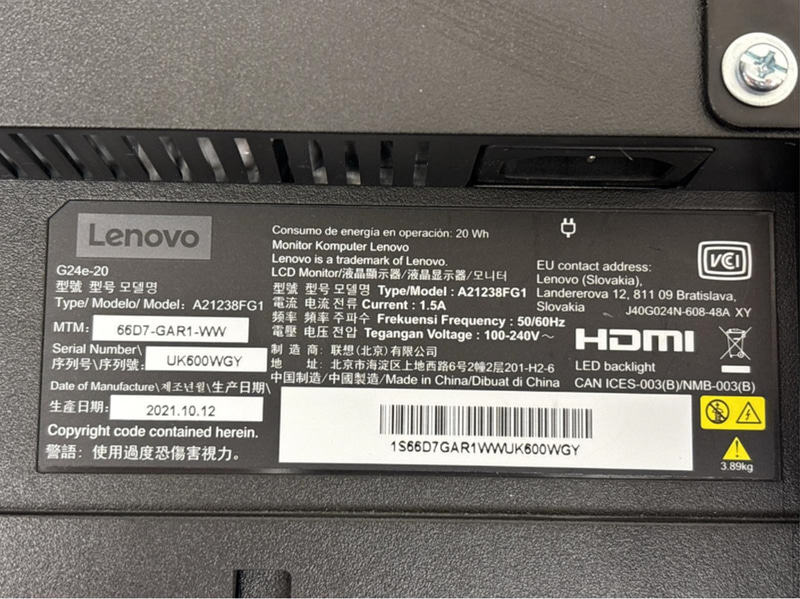 Lenovo
G24e-20
型號 型号 모델명
Type/ Modelo/ Model: A21238FG1
MTM: 66D7-GAR1-WW
Serial Number\
序列号\序列號: UK600WGY
Date of Manufacture\제조년월\生产日期\
生產日期: 2021.10.12
Copyright code contained herein.
警語: 使用過度恐傷害視力。
Consumo de energía en operación: 20 Wh
Monitor Komputer Lenovo
Lenovo is a trademark of Lenovo.
LCD Monitor/液晶顯示器/液晶显示器/모니터
型號 型号 모델명 Type/Model : A21238FG1
電流 电流 전류 Current : 1.5A
頻率 频率 주파수 Frekuensi Frequency : 50/60Hz
電壓 电压 전압 Tegangan Voltage : 100-240V~
制 造 商: 联想(北京)有限公司
地 址: 北京市海淀区上地西路6号2幢2层201-H2-6
中国制造/中國製造/Made in China/Dibuat di China
1S66D7GAR1WWUK600WGY
EU contact address:
Lenovo (Slovakia),
Landererova 12, 811 09 Bratislava,
Slovakia
J40G024N-608-48A XY
VCI
HDMI
LED backlight
CAN ICES-003(B)/NMB-003(B)
3.89kg